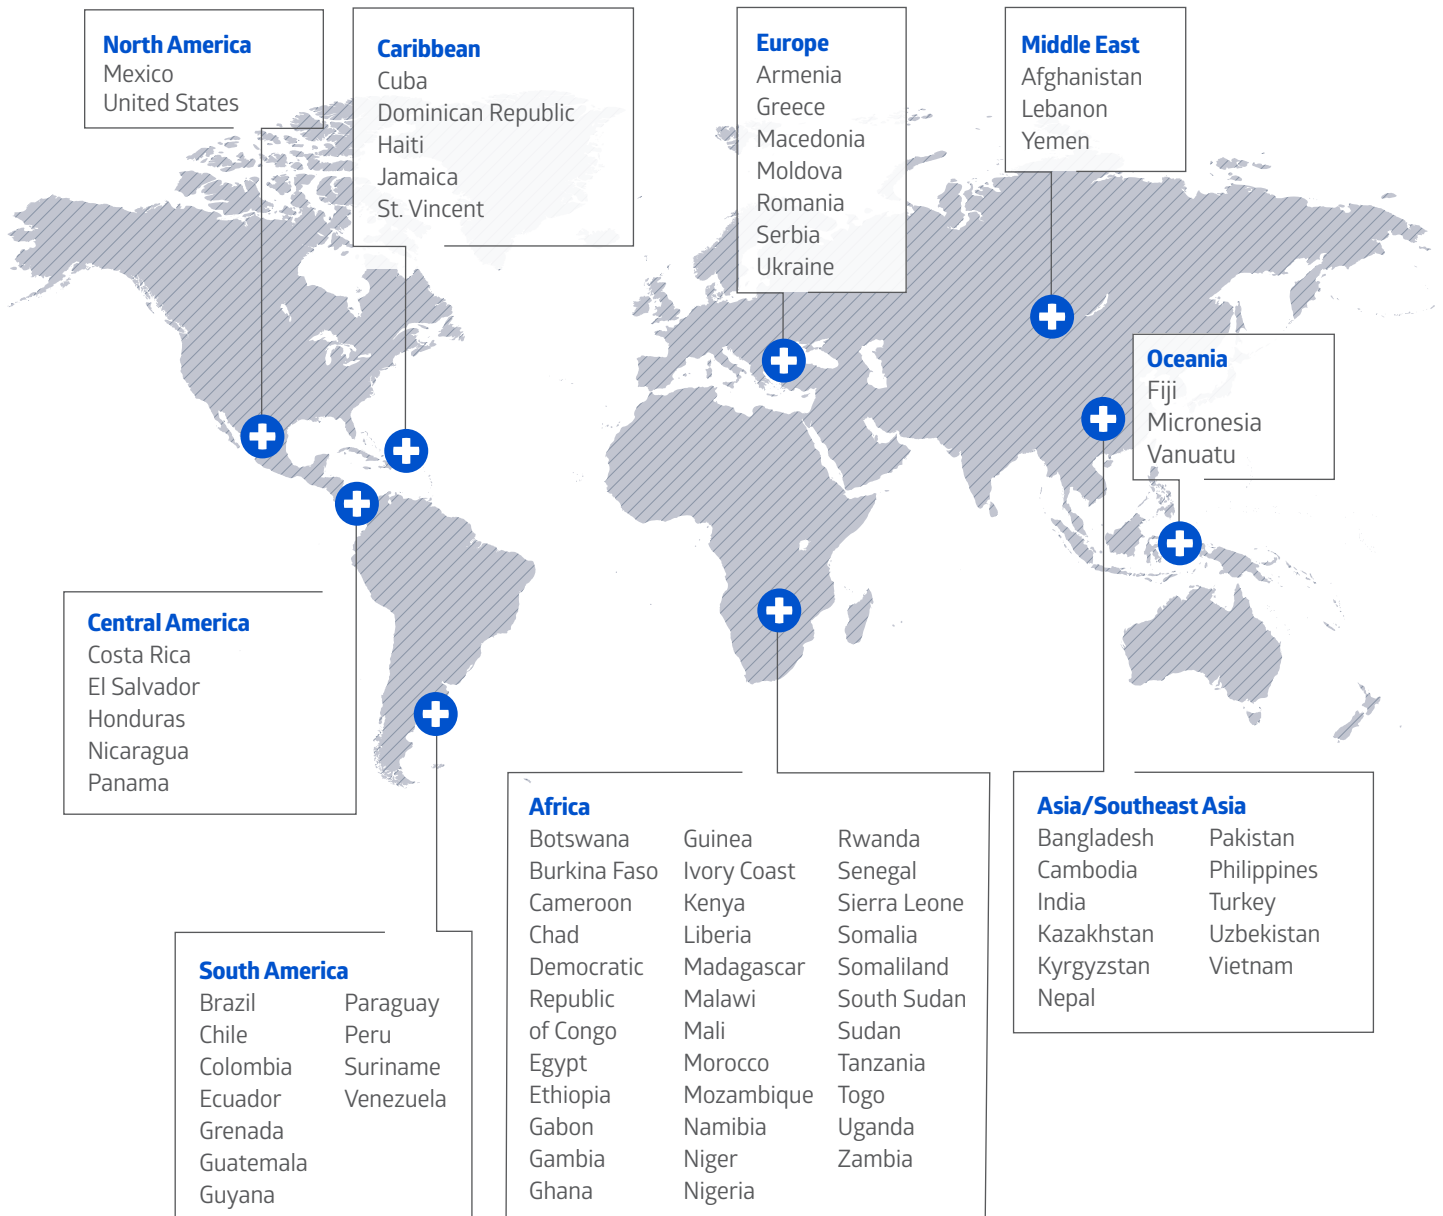 North America
Mexico
United States
Caribbean
Cuba
Dominican Republic
Haiti
Jamaica
St. Vincent
Europe
Armenia
Greece
Macedonia
Moldova
Romania
Serbia
Ukraine
Middle East
Afghanistan
Lebanon
Yemen
Oceania
Fiji
Micronesia
Vanuatu
Central America
Costa Rica
El Salvador
Honduras
Nicaragua
Panama
South America
Brazil
Chile
Colombia
Ecuador
Grenada
Guatemala
Guyana
Paraguay
Peru
Suriname
Venezuela
Africa
Botswana
Burkina Faso
Cameroon
Chad
Democratic
Republic
of Congo
Egypt
Ethiopia
Gabon
Gambia
Ghana
Guinea
Ivory Coast
Kenya
Liberia
Madagascar
Malawi
Mali
Morocco
Mozambique
Namibia
Niger
Nigeria
Rwanda
Senegal
Sierra Leone
Somalia
Somaliland
South Sudan
Sudan
Tanzania
Togo
Uganda
Zambia
Asia/Southeast Asia
Bangladesh
Cambodia
India
Kazakhstan
Kyrgyzstan
Nepal
Pakistan
Philippines
Turkey
Uzbekistan
Vietnam